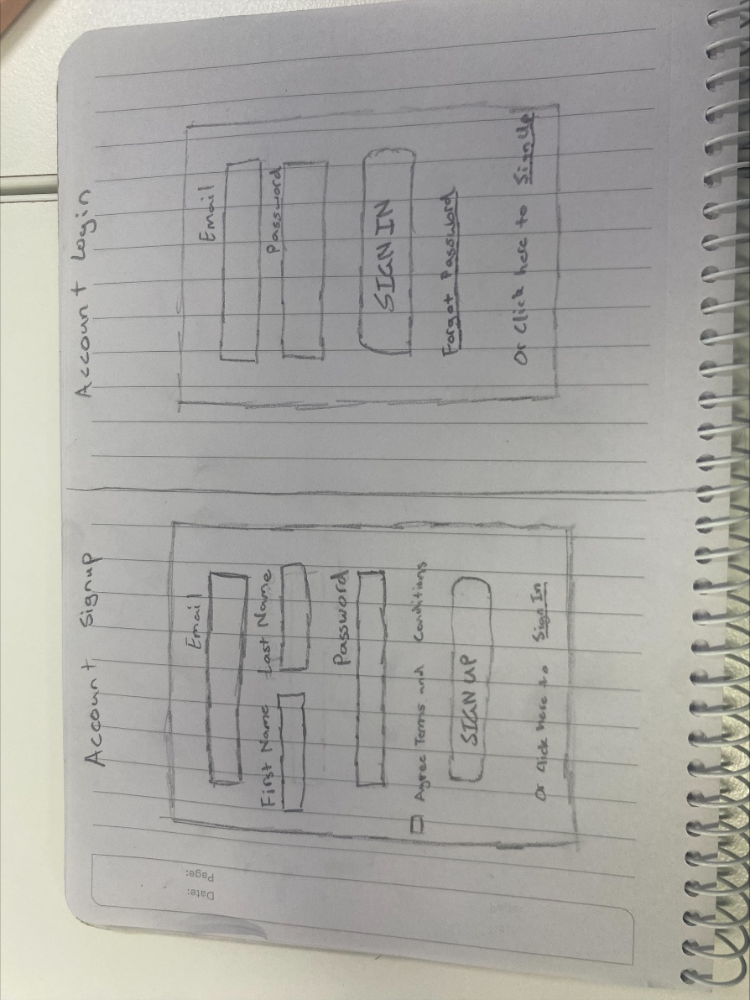 Account Signup
Email
First Name Last Name
Password
Agree Terms and Conditions
SIGN UP
Or Click here to Sign In
Account Login
Email
Password
SIGN IN
Forgot Password
Or Click here to Sign Up
Date:
Page: